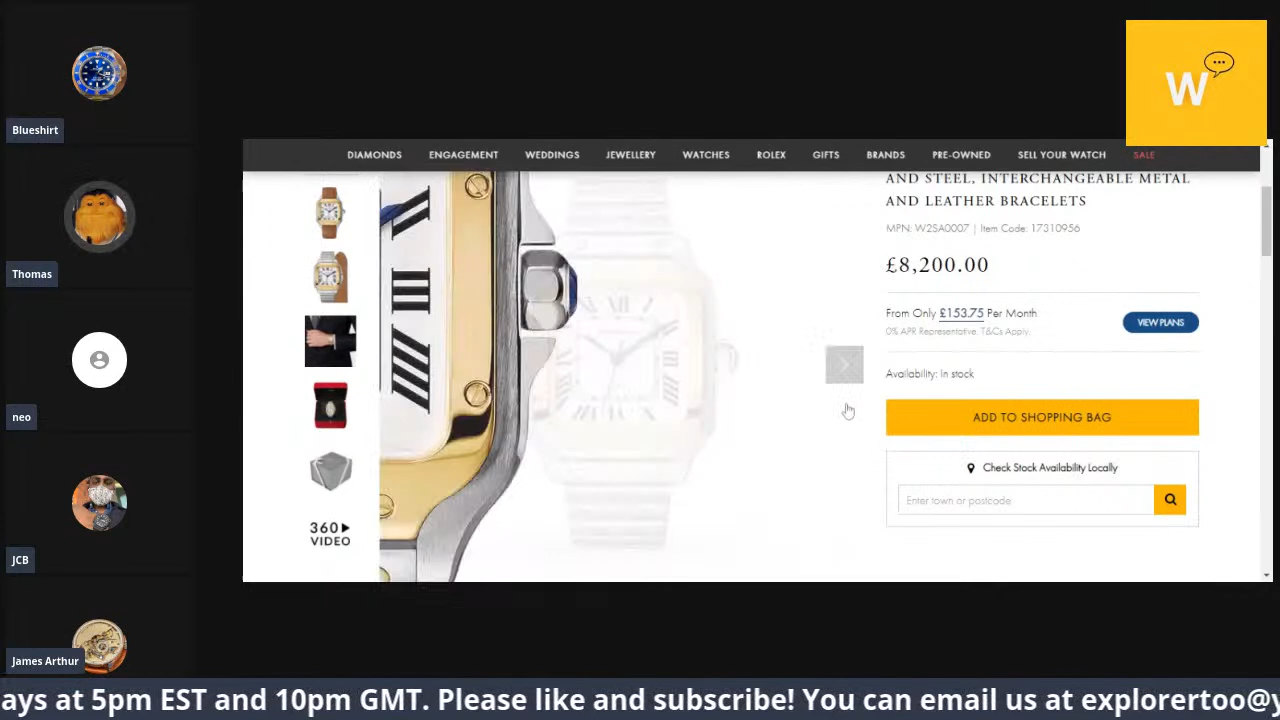 Blueshirt
Thomas
neo
JCB
James Arthur
W
DIAMONDS ENGAGEMENT WEDDINGS JEWELLERY WATCHES ROLEX GIFTS BRANDS PRE-OWNED SELL YOUR WATCH SALE
AND STEEL, INTERCHANGEABLE METAL
AND LEATHER BRACELETS
MPN: W2SA0007 | Item Code: 17310956
£8,200.00
From Only £153.75 Per Month
0% APR Representative. T&Cs Apply.
VIEW PLANS
Availability: In stock
ADD TO SHOPPING BAG
Check Stock Availability Locally
Enter town or postcode
360
VIDEO
ays at 5pm EST and 10pm GMT. Please like and subscribe! You can email us at explorertoo@y